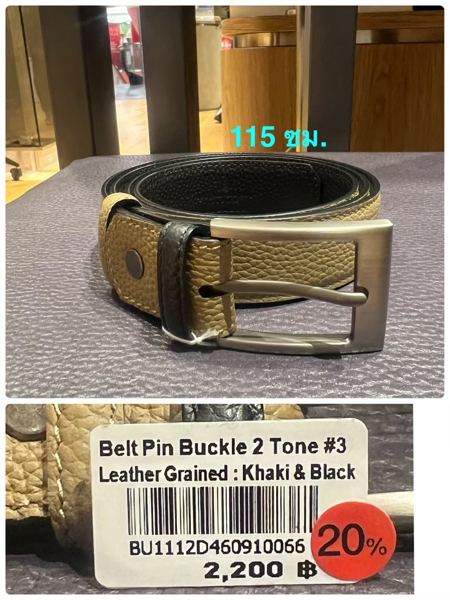 115 ซม.
Belt Pin Buckle 2 Tone #3
Leather Grained : Khaki & Black
BU1112D460910066
20%
2,200 ฿